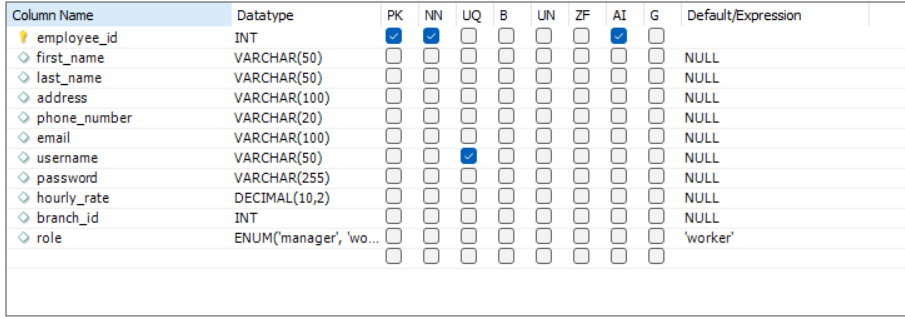 Column Name Datatype PK NN UQ B UN ZF AI G Default/Expression
employee_id INT
first_name VARCHAR(50) NULL
last_name VARCHAR(50) NULL
address VARCHAR(100) NULL
phone_number VARCHAR(20) NULL
email VARCHAR(100) NULL
username VARCHAR(50) NULL
password VARCHAR(255) NULL
hourly_rate DECIMAL(10,2) NULL
branch_id INT NULL
role ENUM('manager', 'wo... 'worker'